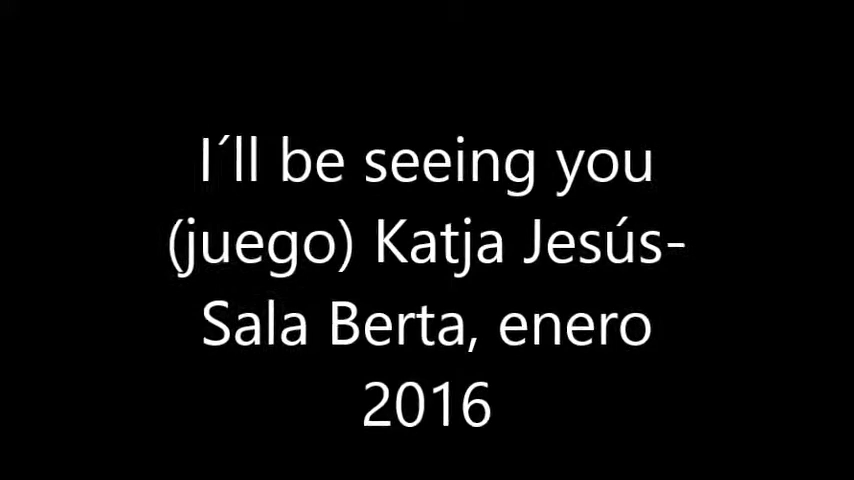 I´ll be seeing you
(juego) Katja Jesús-
Sala Berta, enero
2016